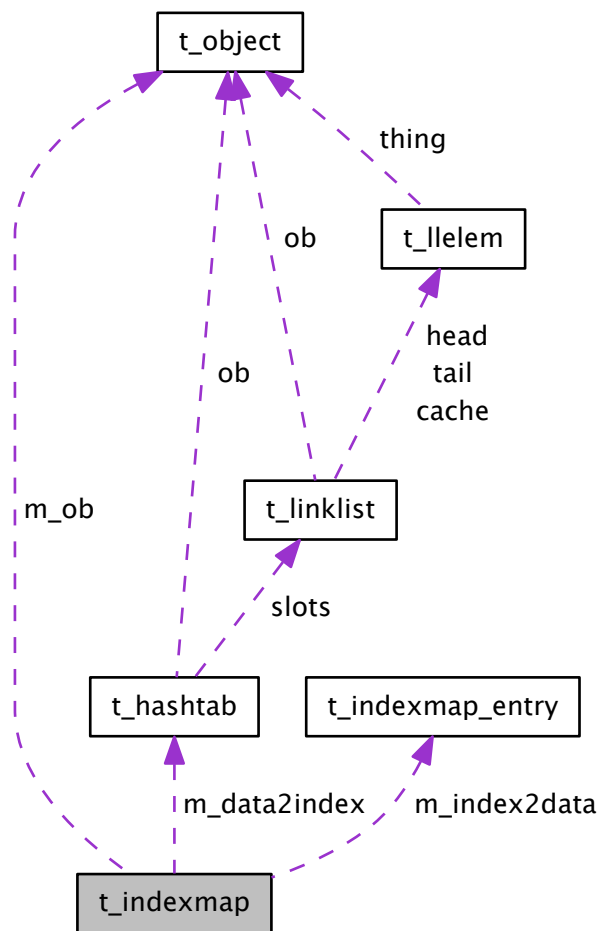 t_object
thing
t_llelem
ob
head
tail
cache
ob
t_linklist
m_ob
slots
t_hashtab
t_indexmap_entry
m_data2index
m_index2data
t_indexmap